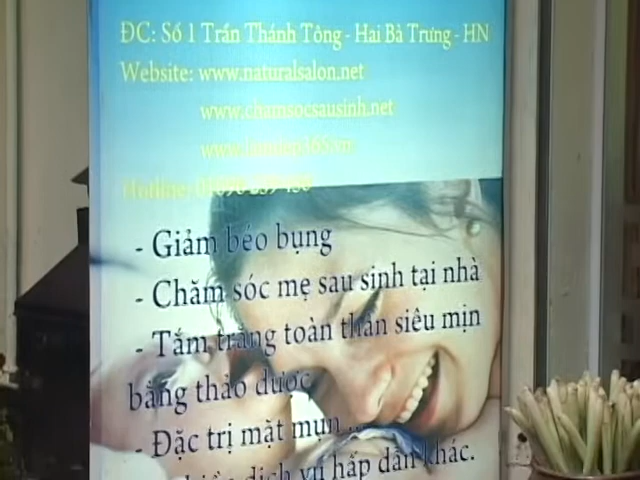 ĐC: Số 1 Trần Thánh Tông - Hai Bà Trưng - HN
Website: www.naturalsalon.net
www.chamsocsausinh.net
Hotline:
- Giảm béo bụng
- Chăm sóc mẹ sau sinh tại nhà
- Tắm trắng toàn thân siêu mịn
bằng thảo dược
- Đặc trị mặt mụn ...
dịch vụ hấp dẫn khác.